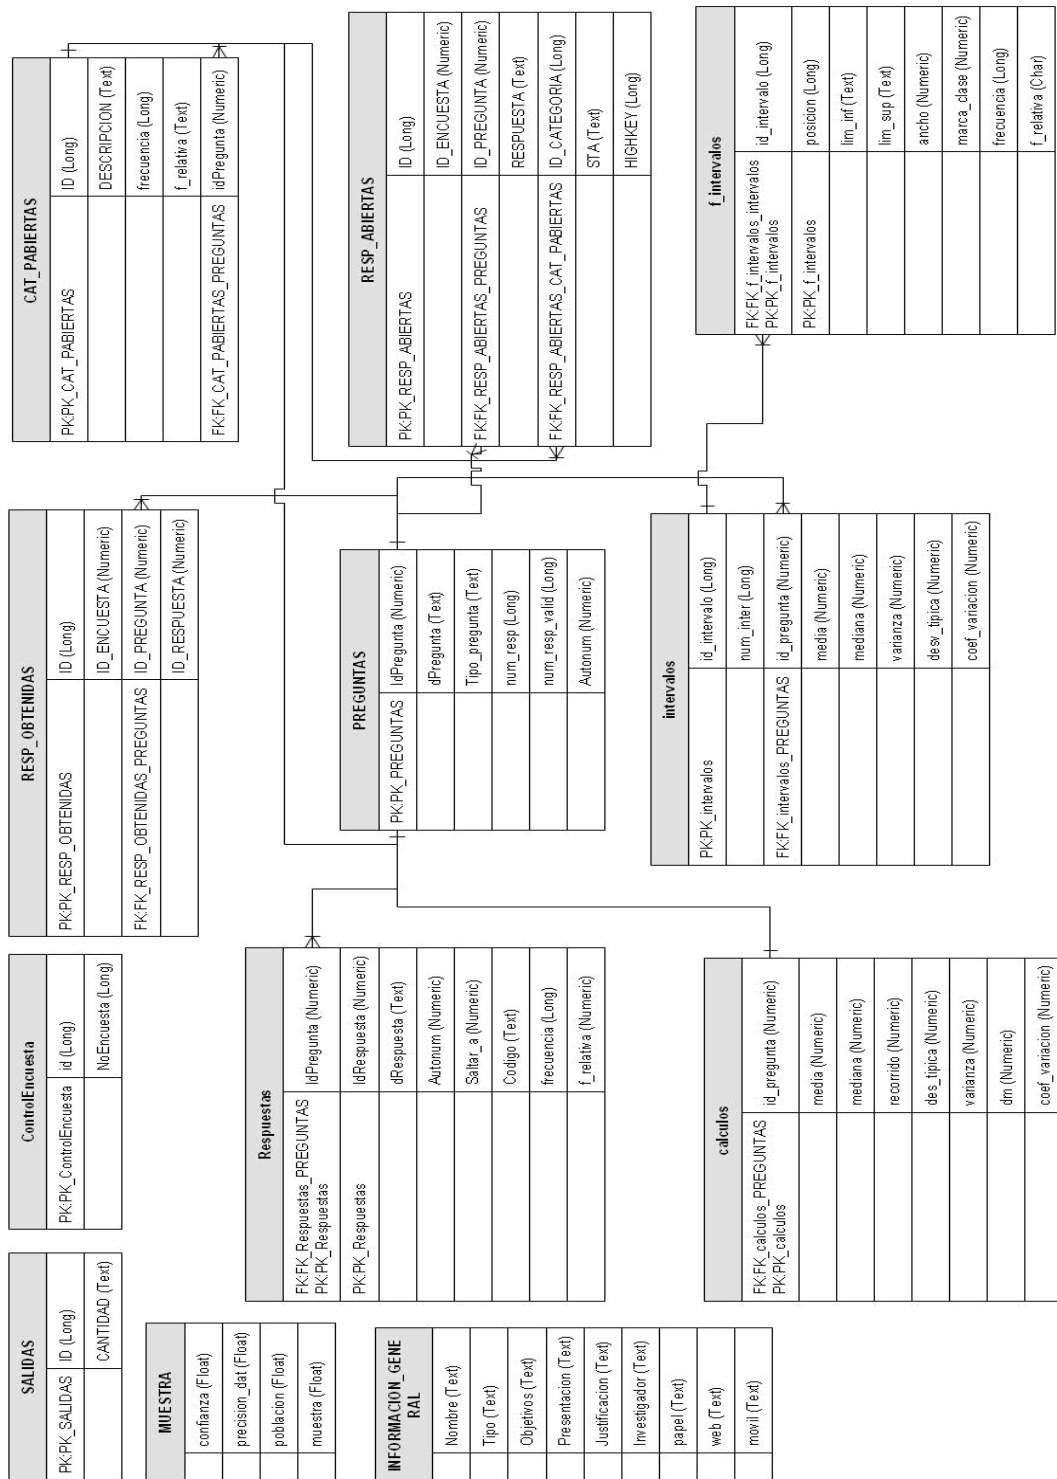 SALIDAS
PK:PK_SALIDAS ID (Long)
CANTIDAD (Text)
ControlEncuesta
PK:PK_ControlEncuesta id (Long)
NoEncuesta (Long)
RESP_OBTENIDAS
PK:PK_RESP_OBTENIDAS ID (Long)
ID_ENCUESTA (Numeric)
FK:FK_RESP_OBTENIDAS_PREGUNTAS ID_PREGUNTA (Numeric)
ID_RESPUESTA (Numeric)
CAT_PABIERTAS
PK:PK_CAT_PABIERTAS ID (Long)
DESCRIPCION (Text)
frecuencia (Long)
f_relativa (Text)
FK:FK_CAT_PABIERTAS_PREGUNTAS idPregunta (Numeric)
MUESTRA
confianza (Float)
precision_dat (Float)
poblacion (Float)
muestra (Float)
Respuestas
FK:FK_Respuestas_PREGUNTAS
PK:PK_Respuestas IdPregunta (Numeric)
PK:PK_Respuestas IdRespuesta (Numeric)
dRespuesta (Text)
Autonum (Numeric)
Saltar_a (Numeric)
Codigo (Text)
frecuencia (Long)
f_relativa (Numeric)
PREGUNTAS
PK:PK_PREGUNTAS IdPregunta (Numeric)
dPregunta (Text)
Tipo_pregunta (Text)
num_resp (Long)
num_resp_valid (Long)
Autonum (Numeric)
RESP_ABIERTAS
PK:PK_RESP_ABIERTAS ID (Long)
ID_ENCUESTA (Numeric)
FK:FK_RESP_ABIERTAS_PREGUNTAS ID_PREGUNTA (Numeric)
RESPUESTA (Text)
FK:FK_RESP_ABIERTAS_CAT_PABIERTAS ID_CATEGORIA (Long)
STA (Text)
HIGHKEY (Long)
INFORMACION_GENE
RAL
Nombre (Text)
Tipo (Text)
Objetivos (Text)
Presentacion (Text)
Justificacion (Text)
Investigador (Text)
papel (Text)
web (Text)
movil (Text)
calculos
FK:FK_calculos_PREGUNTAS
PK:PK_calculos id_pregunta (Numeric)
media (Numeric)
mediana (Numeric)
recorrido (Numeric)
des_tipica (Numeric)
varianza (Numeric)
dm (Numeric)
coef_variacion (Numeric)
intervalos
PK:PK_intervalos id_intervalo (Long)
num_inter (Long)
FK:FK_intervalos_PREGUNTAS id_pregunta (Numeric)
media (Numeric)
mediana (Numeric)
varianza (Numeric)
desv_tipica (Numeric)
coef_variacion (Numeric)
f_intervalos
FK:FK_f_intervalos_intervalos
PK:PK_f_intervalos id_intervalo (Long)
PK:PK_f_intervalos posicion (Long)
lim_inf (Text)
lim_sup (Text)
ancho (Numeric)
marca_clase (Numeric)
frecuencia (Long)
f_relativa (Char)